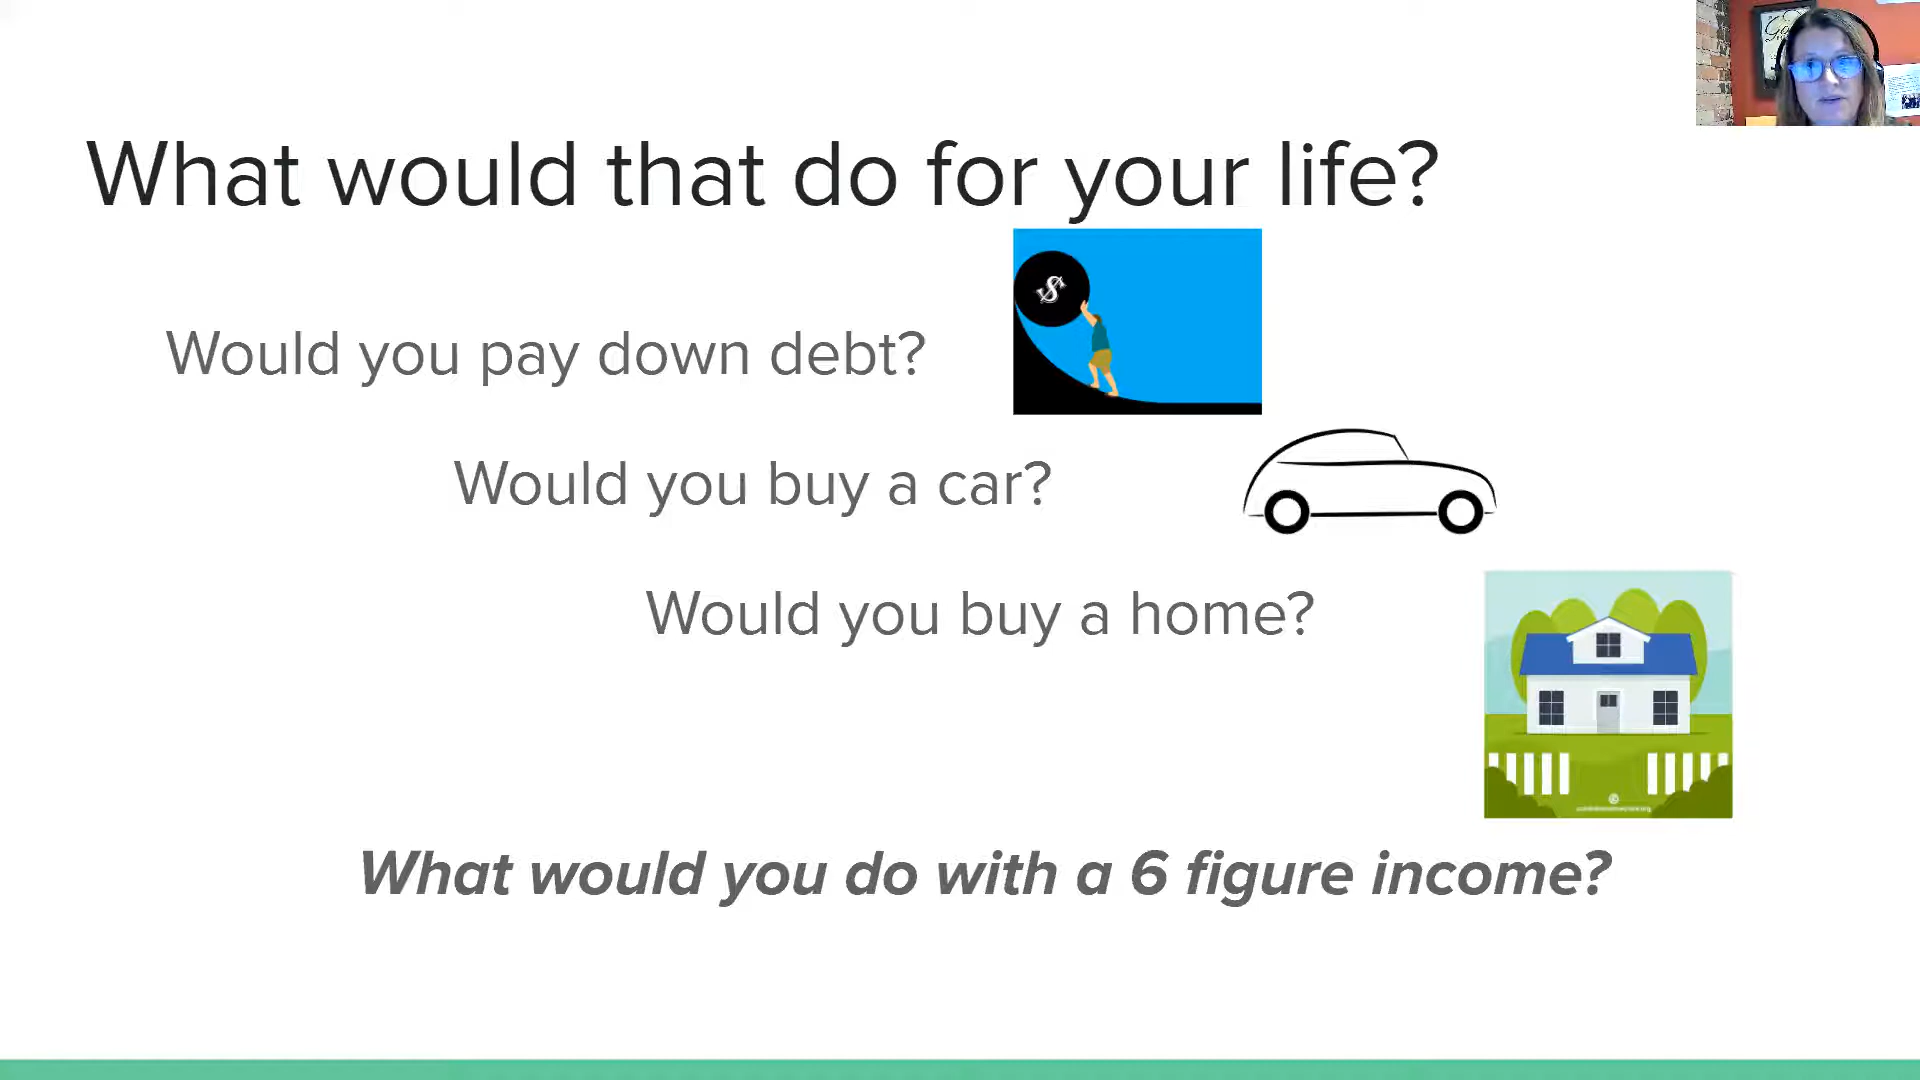 What would that do for your life?
$
Would you pay down debt?
Would you buy a car?
Would you buy a home?
©
What would you do with a 6 figure income?